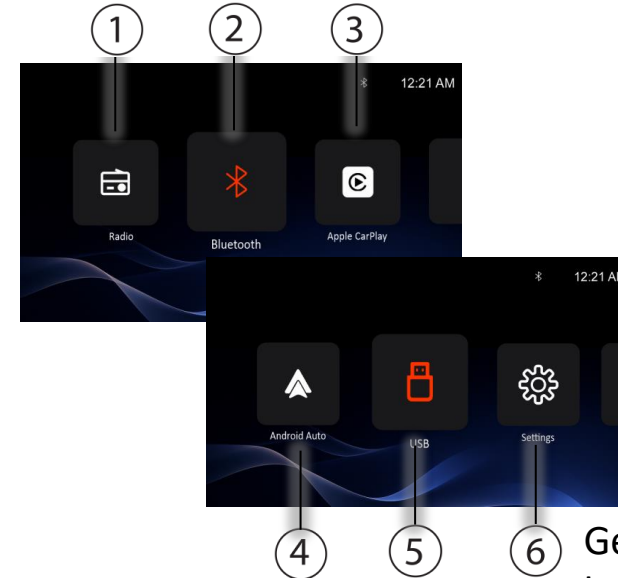 1 2 3
12:21 AM
Radio Bluetooth Apple CarPlay
12:21 AM
Android Auto USB Settings
4 5 6
Ge